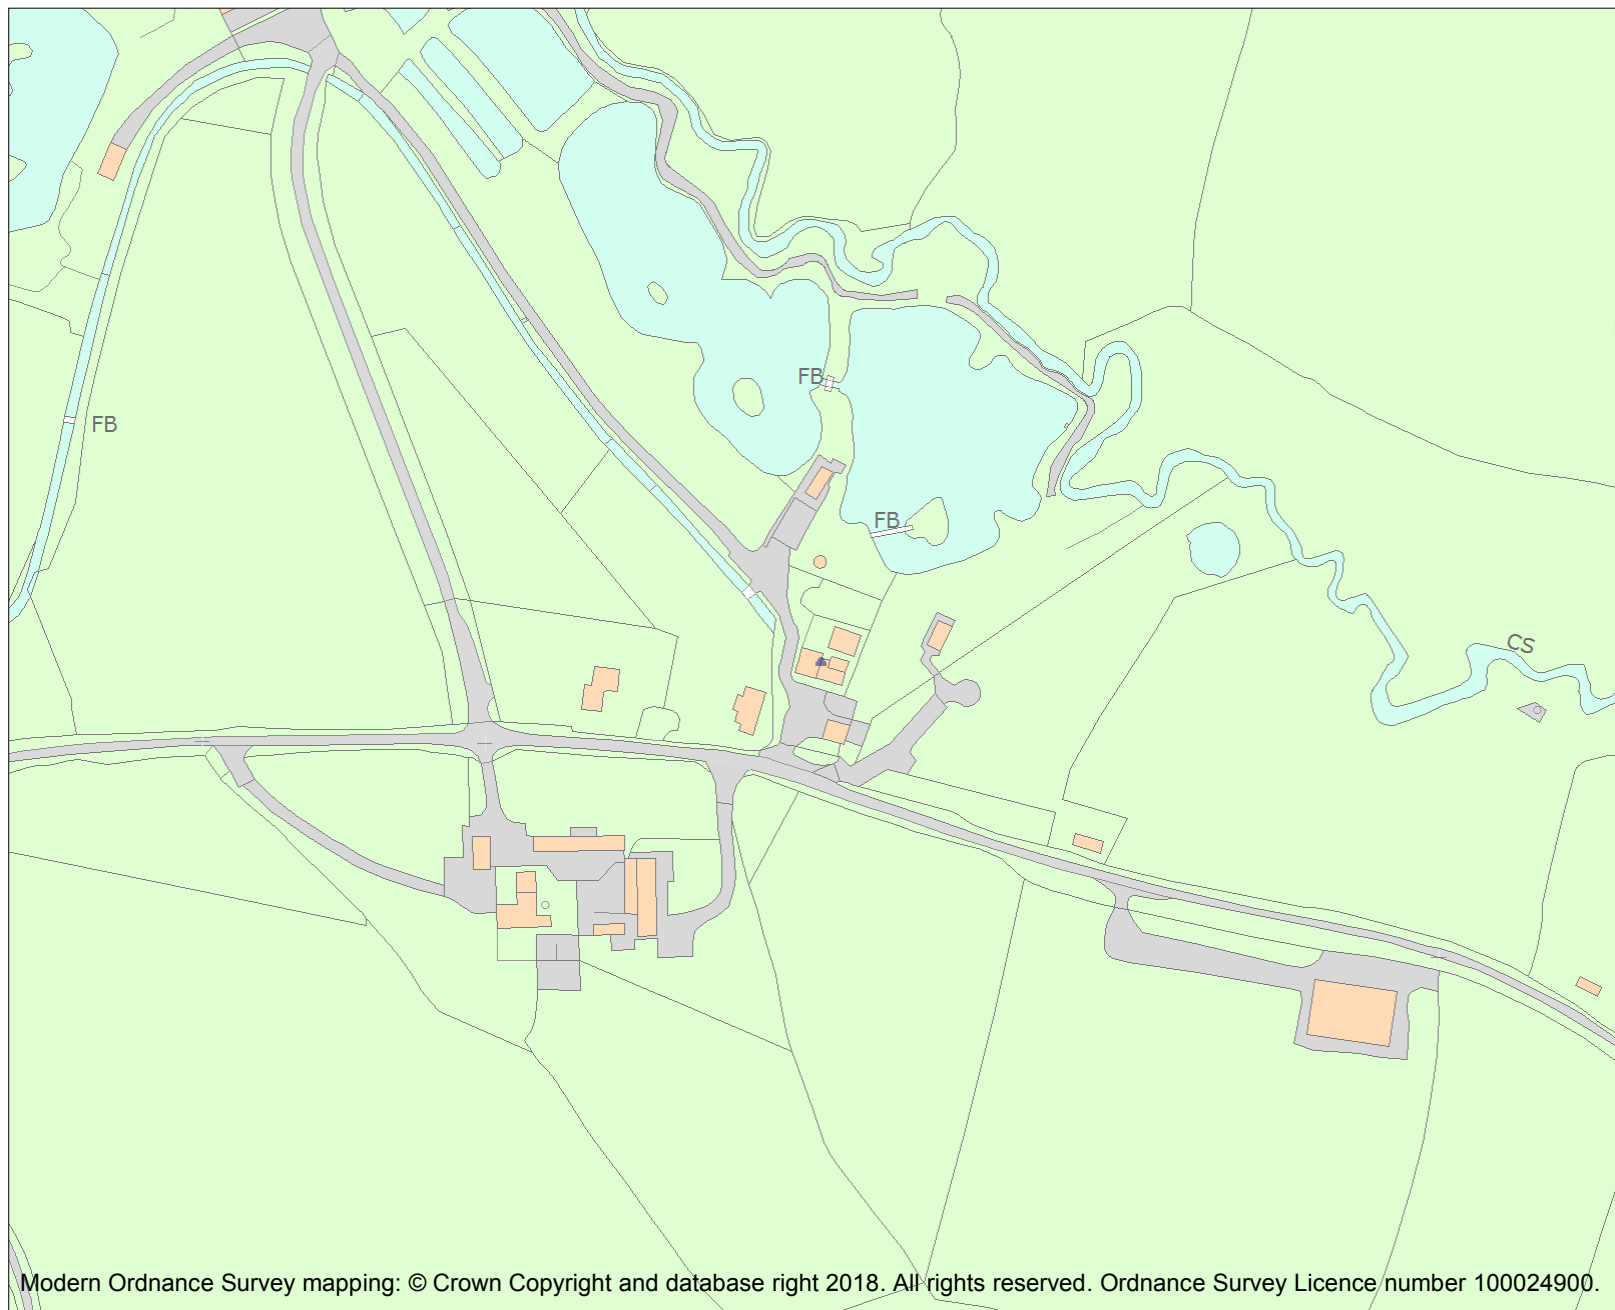 FB
FB
FB
CS
Modern Ordnance Survey mapping: © Crown Copyright and database right 2018. All rights reserved. Ordnance Survey Licence number 100024900.